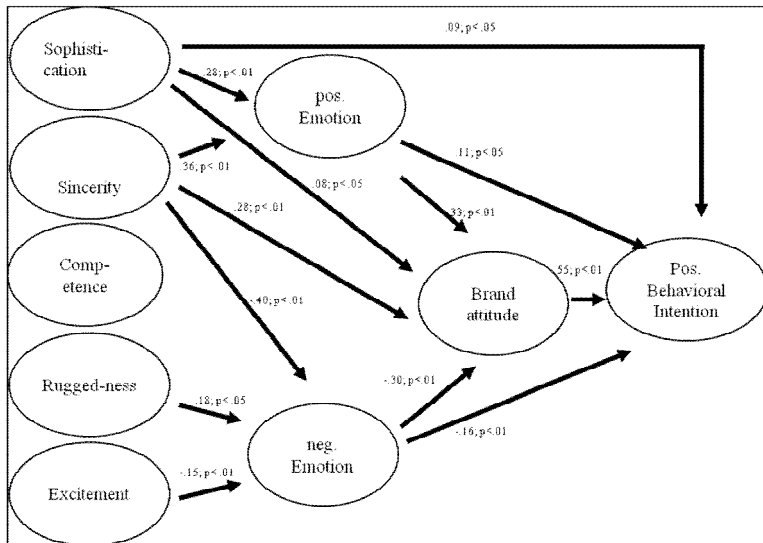 .09; p<.05
Sophisti-
cation
.28; p<.01
pos.
Emotion
.36; p<.01
.11; p<.05
Sincerity
.08; p<.05
.28; p<.01
.33; p<.01
Comp-
etence
-.40; p<.01
Brand
attitude
.55; p<.01
Pos.
Behavioral
Intention
Rugged-ness
.18; p<.05
-.30; p<.01
-.16; p<.01
neg.
Emotion
-.15; p<.01
Excitement